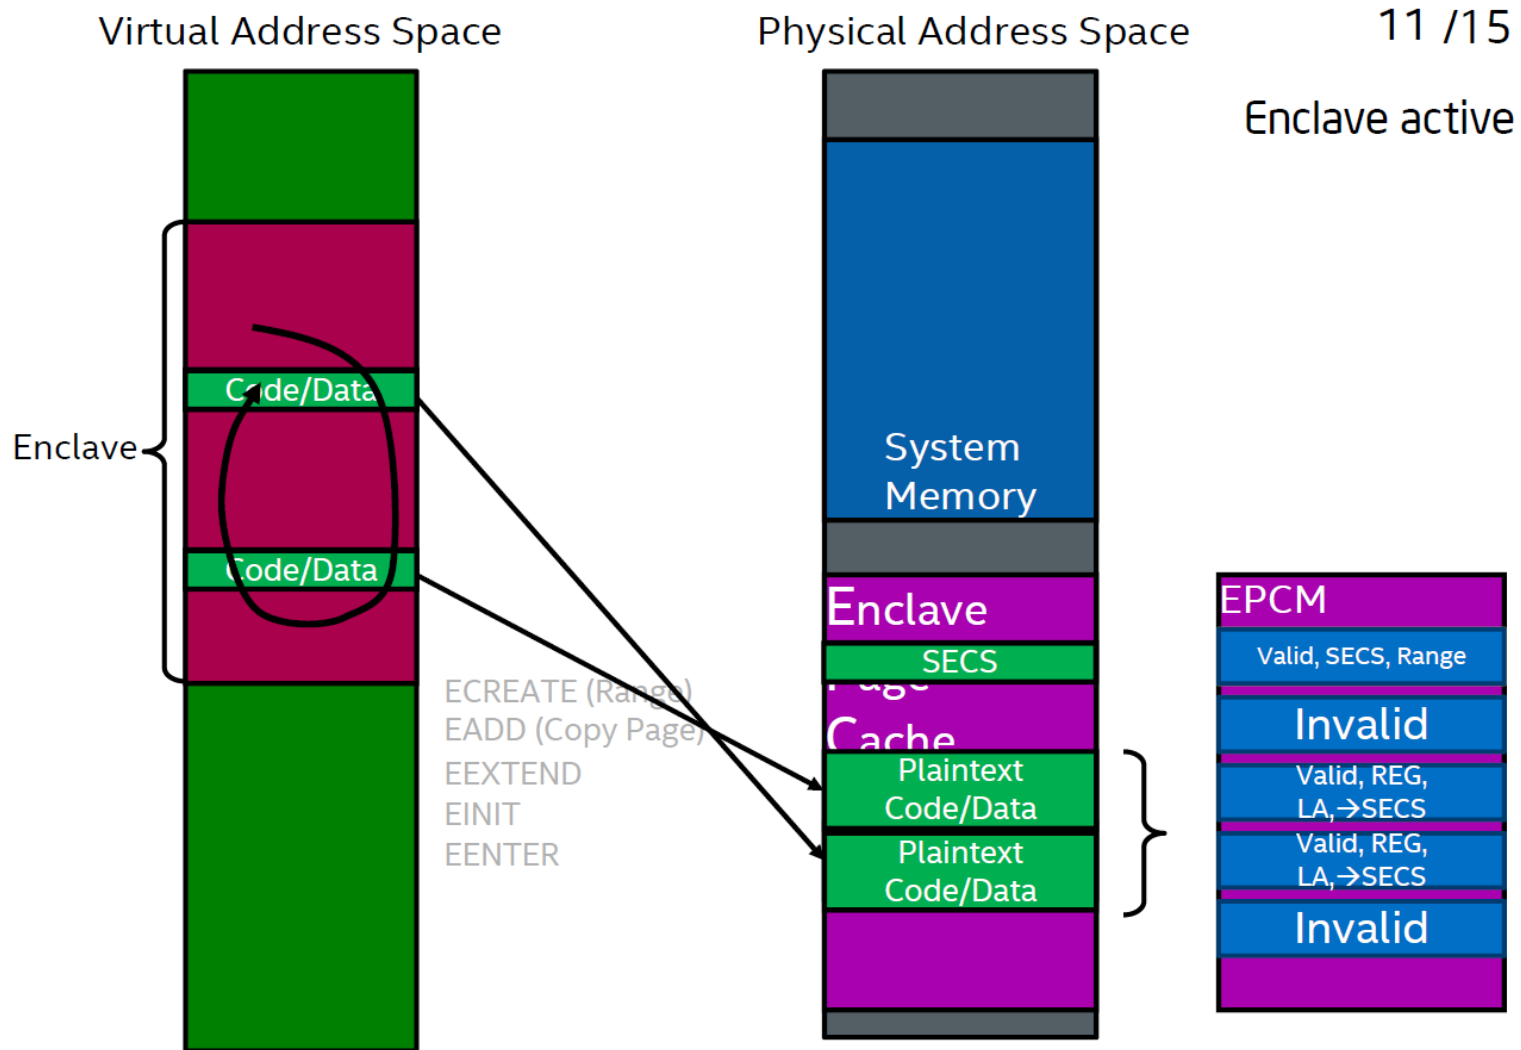 Virtual Address Space
Physical Address Space
11 /15
Enclave active
Code/Data
Enclave
Code/Data
ECREATE (Range)
EADD (Copy Page)
EEXTEND
EINIT
EENTER
System
Memory
Enclave
SECS
Page
Cache
Plaintext
Code/Data
Plaintext
Code/Data
EPCM
Valid, SECS, Range
Invalid
Valid, REG,
LA,→SECS
Valid, REG,
LA,→SECS
Invalid